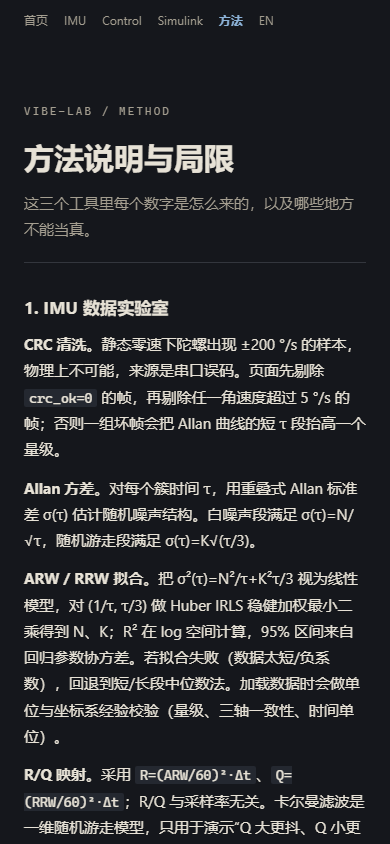 首页 IMU Control Simulink 方法 EN
VIBE-LAB / METHOD
方法说明与局限
这三个工具里每个数字是怎么来的，以及哪些地方
不能当真。
1. IMU 数据实验室
CRC 清洗。静态零速下陀螺出现 ±200 °/s 的样本，
物理上不可能，来源是串口误码。页面先剔除
crc_ok=0 的帧，再剔除任一角速度超过 5 °/s 的
帧；否则一组坏帧会把 Allan 曲线的短 τ 段抬高一个
量级。
Allan 方差。对每个簇时间 τ，用重叠式 Allan 标准
差 σ(τ) 估计随机噪声结构。白噪声段满足 σ(τ)=N/
√τ，随机游走段满足 σ(τ)=K√(τ/3)。
ARW / RRW 拟合。把 σ²(τ)=N²/τ+K²τ/3 视为线性
模型，对 (1/τ, τ/3) 做 Huber IRLS 稳健加权最小二
乘得到 N、K；R² 在 log 空间计算，95% 区间来自
回归参数协方差。若拟合失败（数据太短/负系
数），回退到短/长段中位数法。加载数据时会做单
位与坐标系经验校验（量级、三轴一致性、时间单
位）。
R/Q 映射。采用 R=(ARW/60)²·Δt、Q=
(RRW/60)²·Δt；R/Q 与采样率无关。卡尔曼滤波是
一维随机游走模型，只用于演示“Q 大更抖、Q 小更